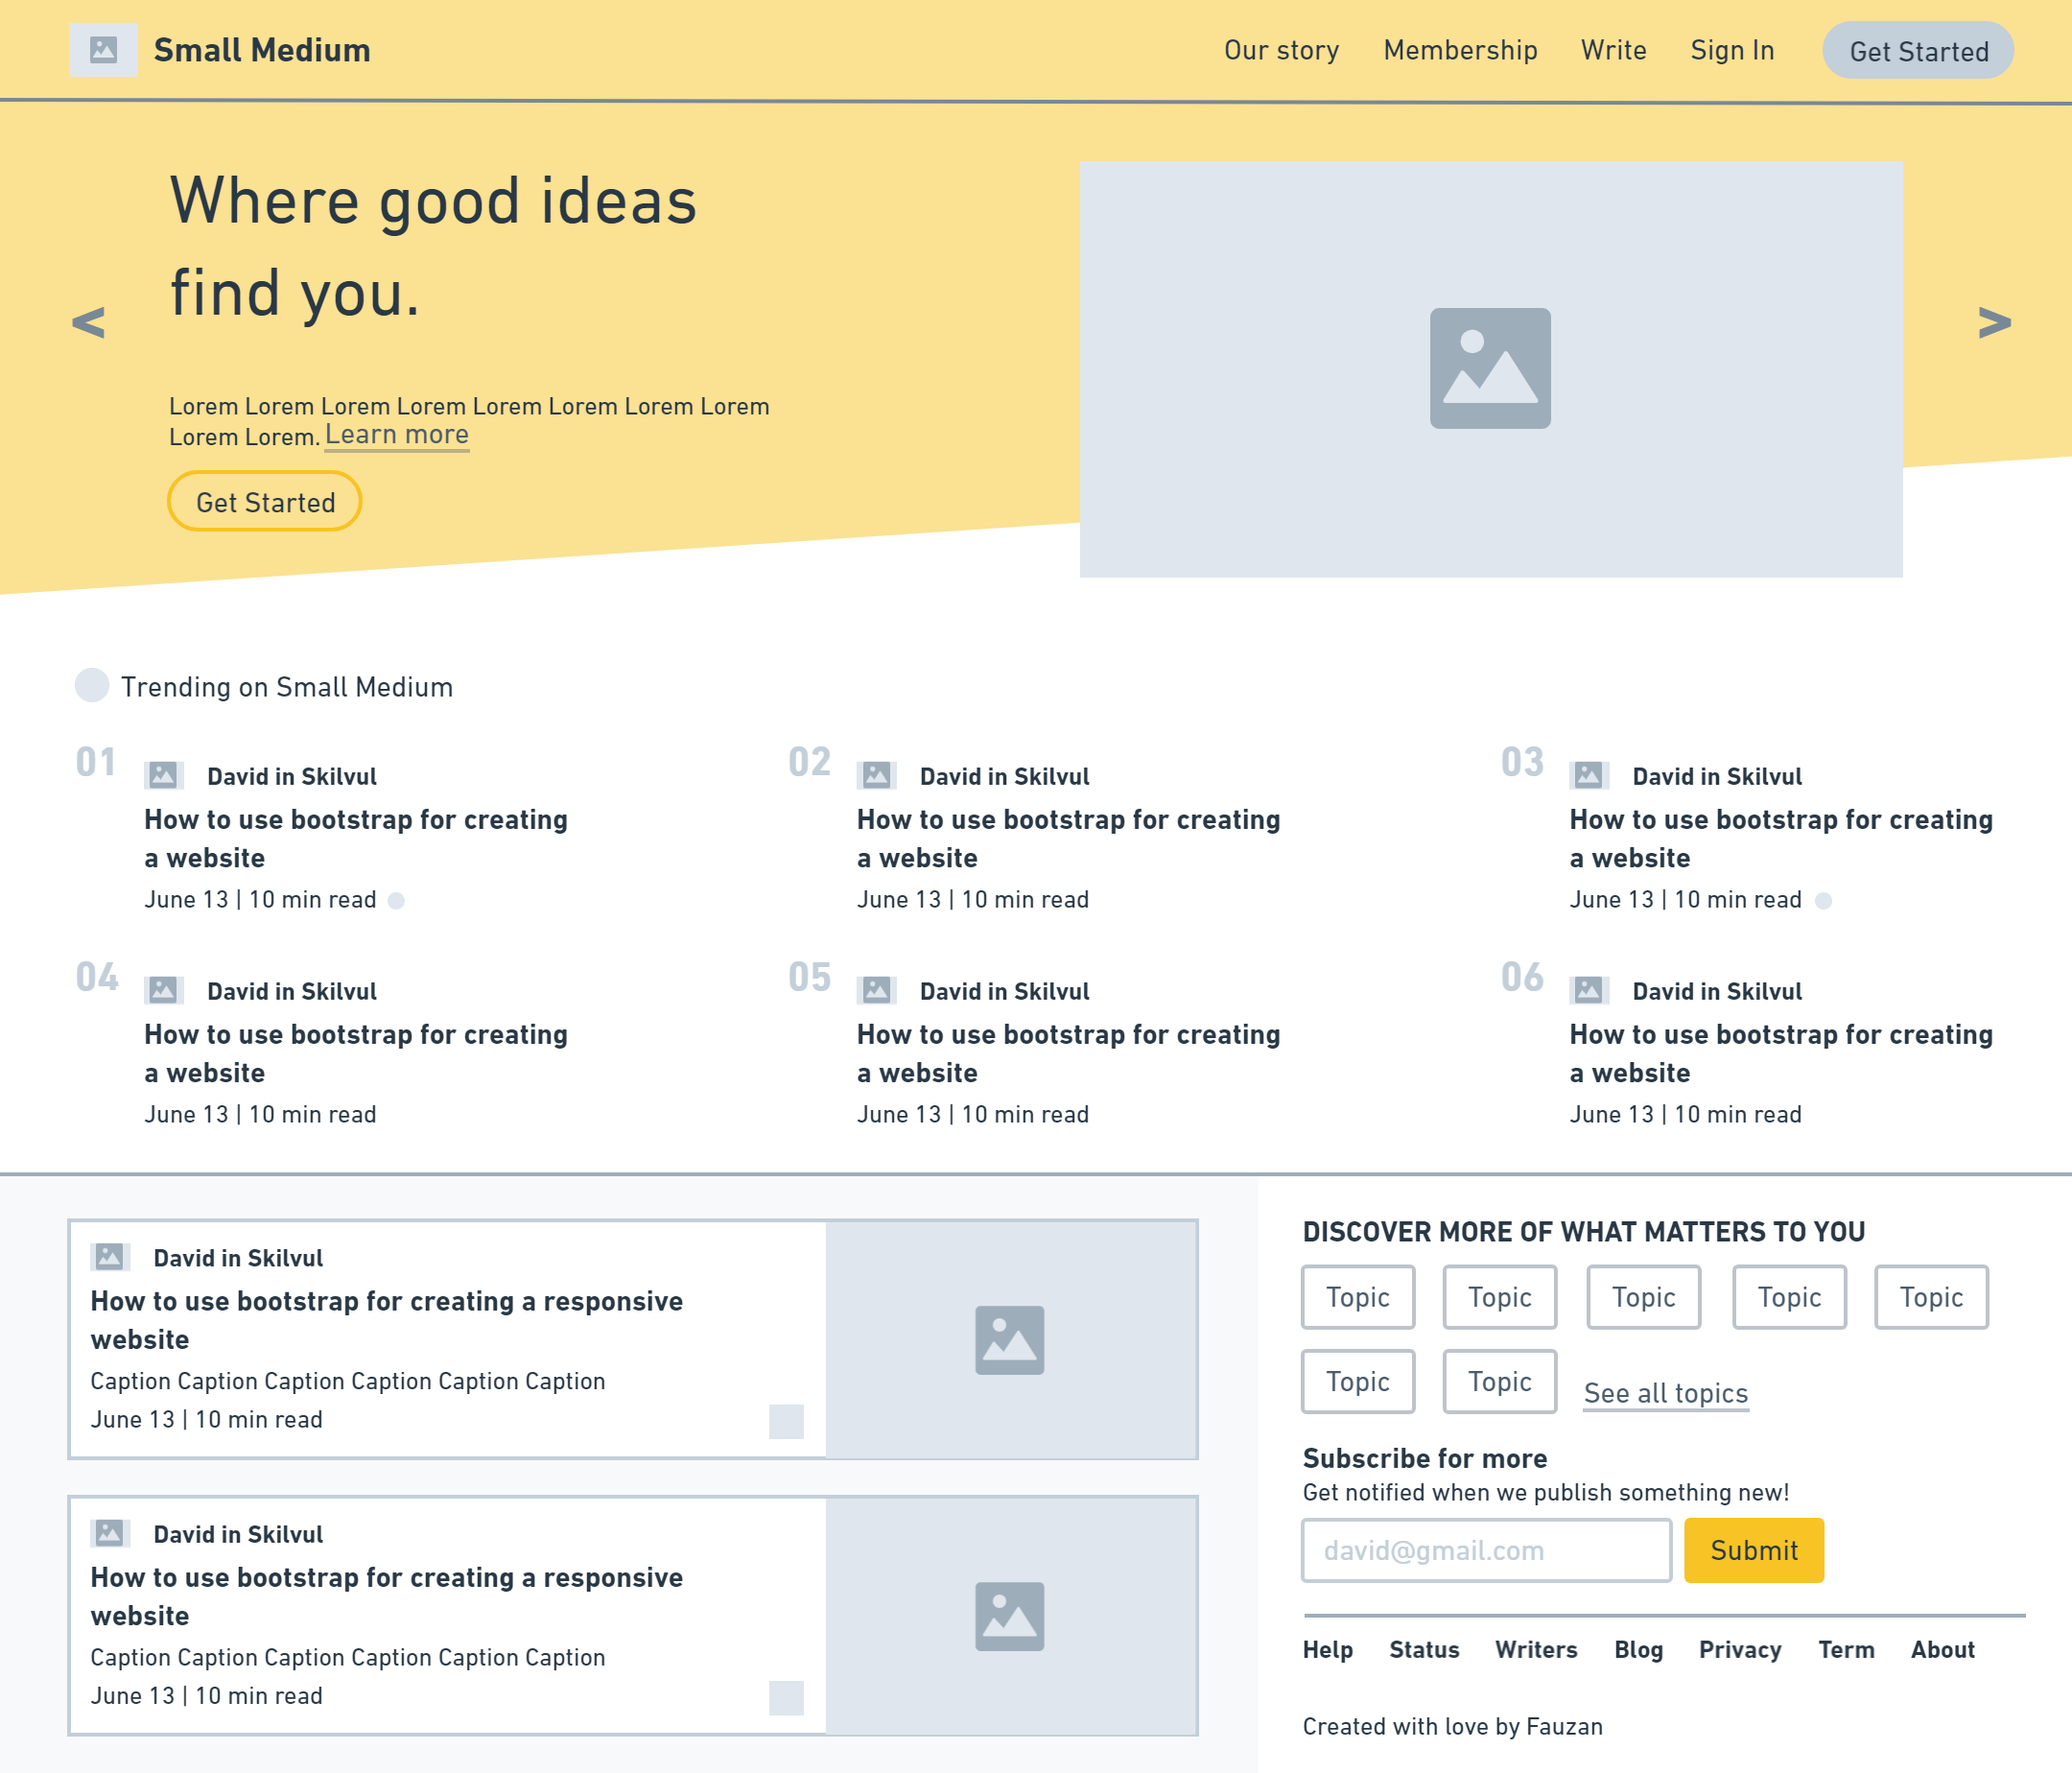 Small Medium
Our story
Membership
Write
Sign In
Get Started
Where good ideas
find you.
<
>
Lorem Lorem Lorem Lorem Lorem Lorem Lorem Lorem
Lorem Lorem. Learn more
Get Started
Trending on Small Medium
01
David in Skilvul
How to use bootstrap for creating
a website
June 13 | 10 min read
02
David in Skilvul
How to use bootstrap for creating
a website
June 13 | 10 min read
03
David in Skilvul
How to use bootstrap for creating
a website
June 13 | 10 min read
04
David in Skilvul
How to use bootstrap for creating
a website
June 13 | 10 min read
05
David in Skilvul
How to use bootstrap for creating
a website
June 13 | 10 min read
06
David in Skilvul
How to use bootstrap for creating
a website
June 13 | 10 min read
David in Skilvul
How to use bootstrap for creating a responsive
website
Caption Caption Caption Caption Caption Caption
June 13 | 10 min read
David in Skilvul
How to use bootstrap for creating a responsive
website
Caption Caption Caption Caption Caption Caption
June 13 | 10 min read
DISCOVER MORE OF WHAT MATTERS TO YOU
Topic
Topic
Topic
Topic
Topic
Topic
Topic
See all topics
Subscribe for more
Get notified when we publish something new!
david@gmail.com
Submit
Help
Status
Writers
Blog
Privacy
Term
About
Created with love by Fauzan